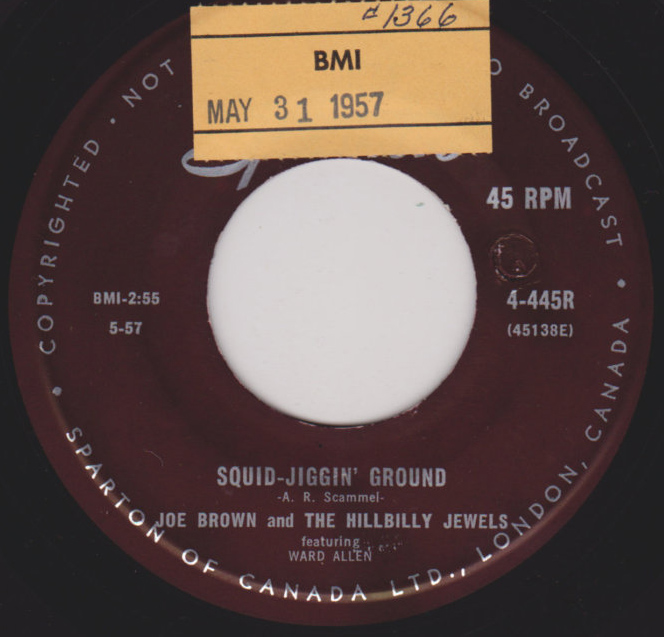 #1366
BMI
MAY 31 1957
COPYRIGHTED • NOT
O BROADCAST •
45 RPM
BMI-2:55
5-57
4-445R
(45138E)
SQUID-JIGGIN' GROUND
-A. R. Scammel-
JOE BROWN and THE HILLBILLY JEWELS
featuring
WARD ALLEN
• SPARTON OF CANADA LTD., LONDON, CANADA